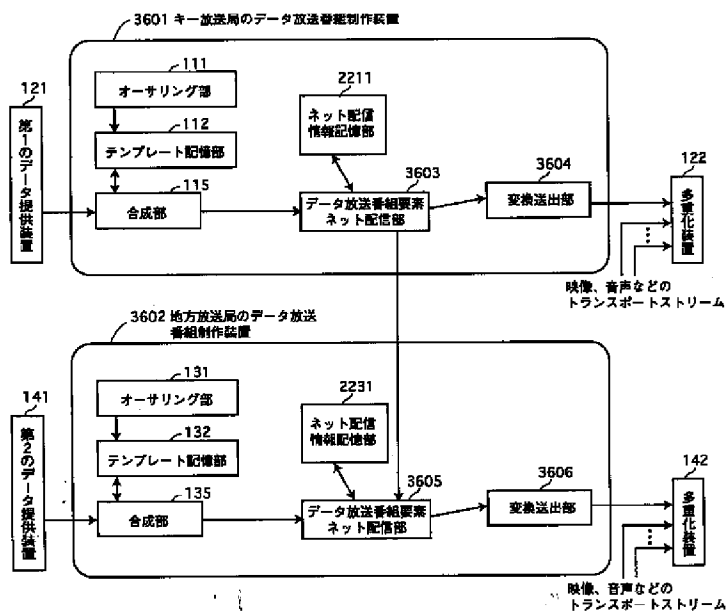 3601 キー放送局のデータ放送番組制作装置
121
第1のデータ提供装置
111
オーサリング部
112
テンプレート記憶部
115
合成部
2211
ネット配信
情報記憶部
3603
データ放送番組要素
ネット配信部
3604
変換送出部
122
多重化装置
映像、音声などの
トランスポートストリーム
3602 地方放送局のデータ放送
番組制作装置
141
第2のデータ提供装置
131
オーサリング部
132
テンプレート記憶部
135
合成部
2231
ネット配信
情報記憶部
3605
データ放送番組要素
ネット配信部
3606
変換送出部
142
多重化装置
映像、音声などの
トランスポートストリーム